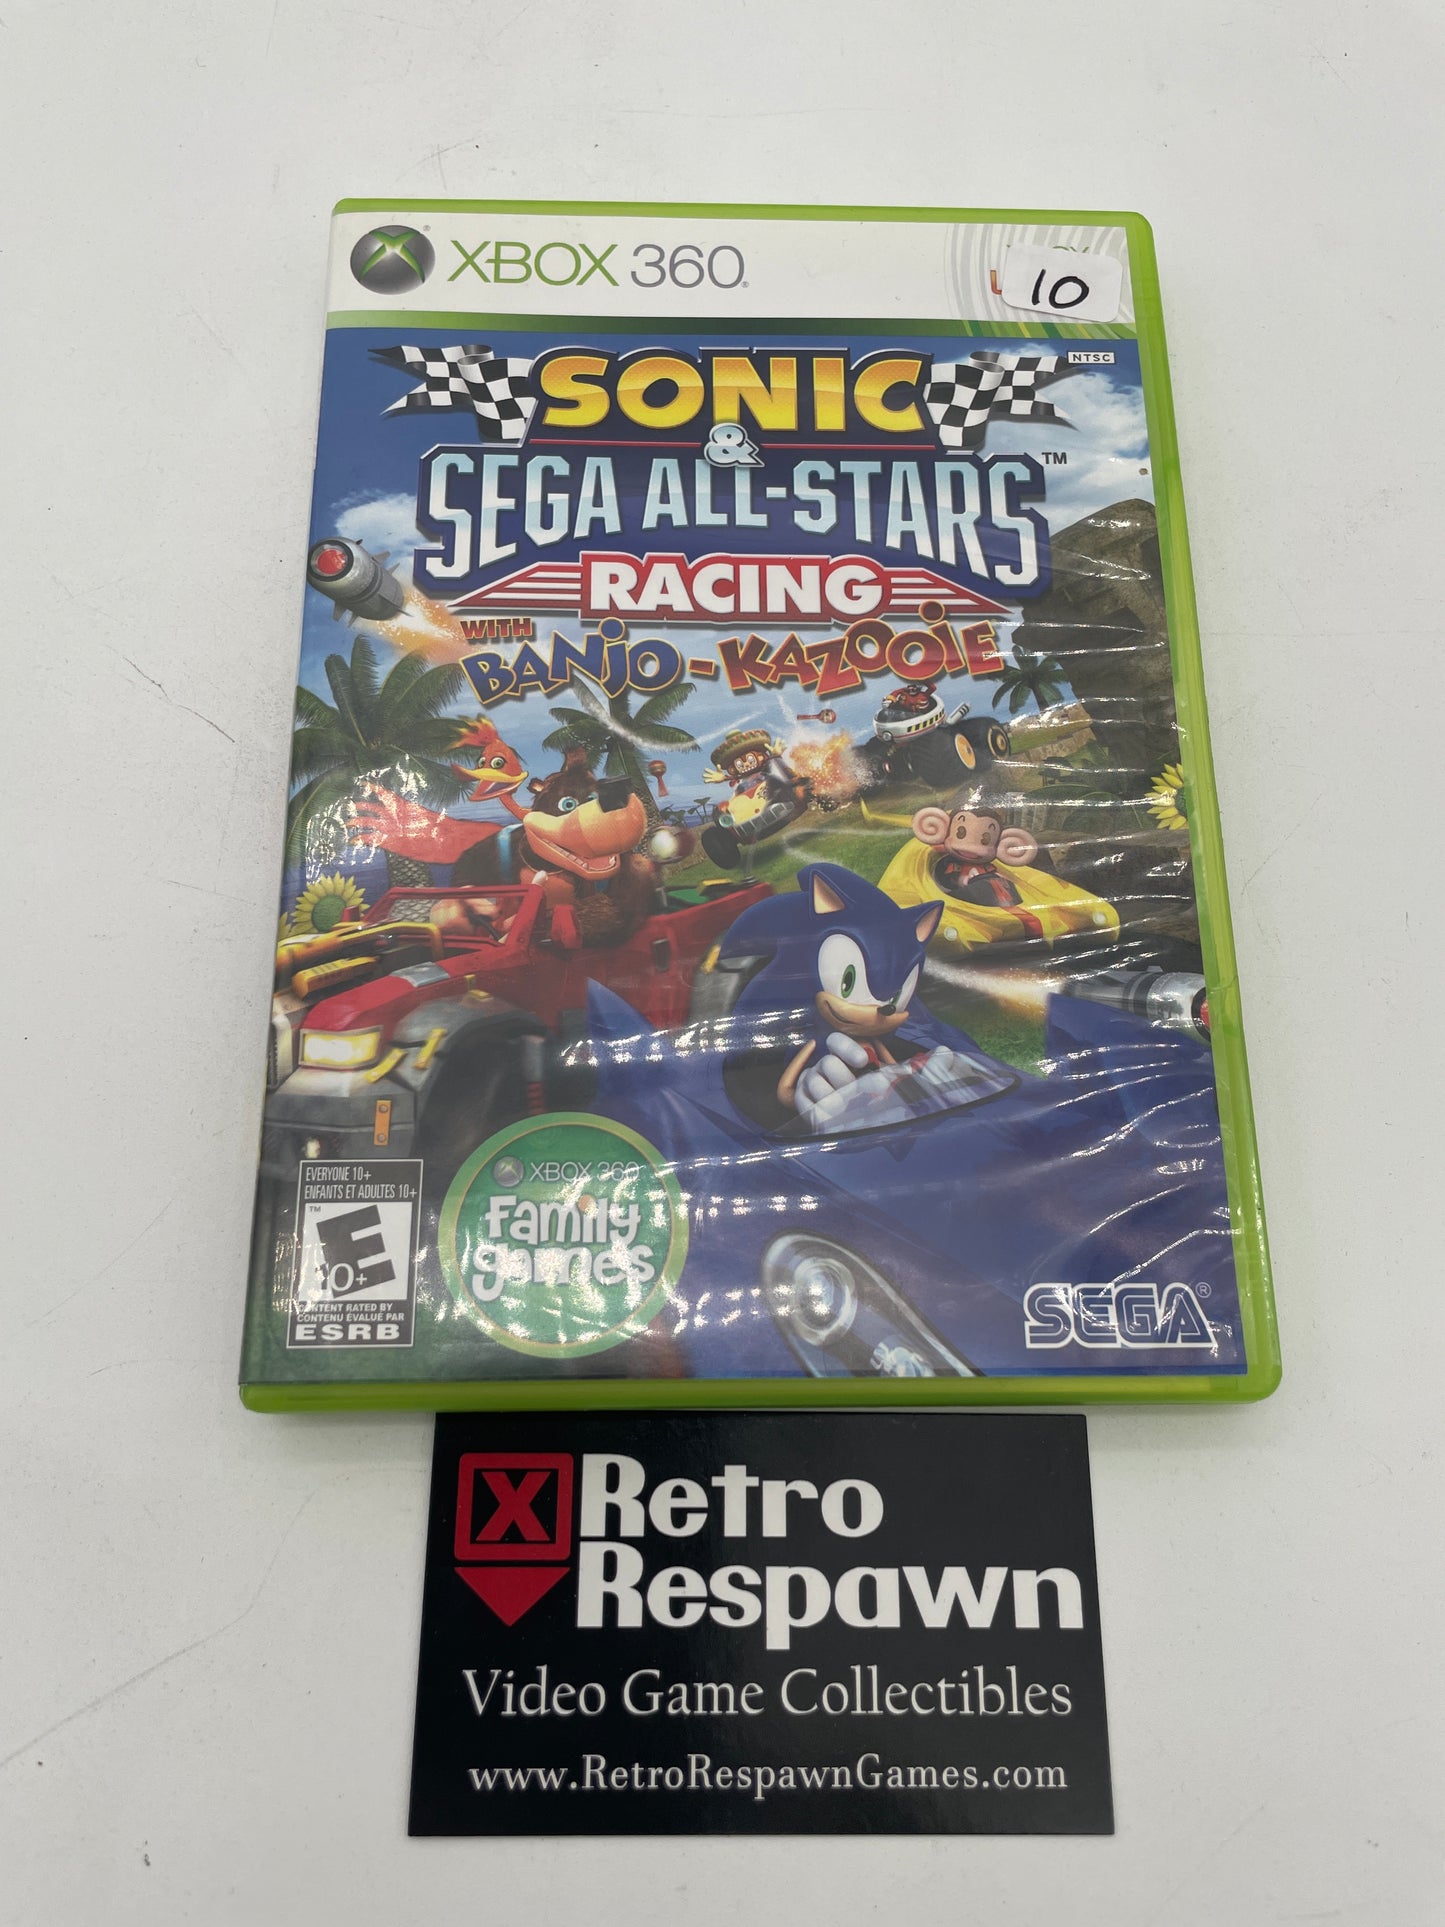 XBOX 360
10
NTSC
SONIC
&
SEGA ALL-STARS™
RACING
WITH
BANJO-KAZOOIE
EVERYONE 10+
ENFANTS ET ADULTES 10+
E
10+
CONTENT RATED BY
CONTENU ÉVALUÉ PAR
ESRB
XBOX 360
family
games
SEGA®
X Retro
Respawn
Video Game Collectibles
www.RetroRespawnGames.com